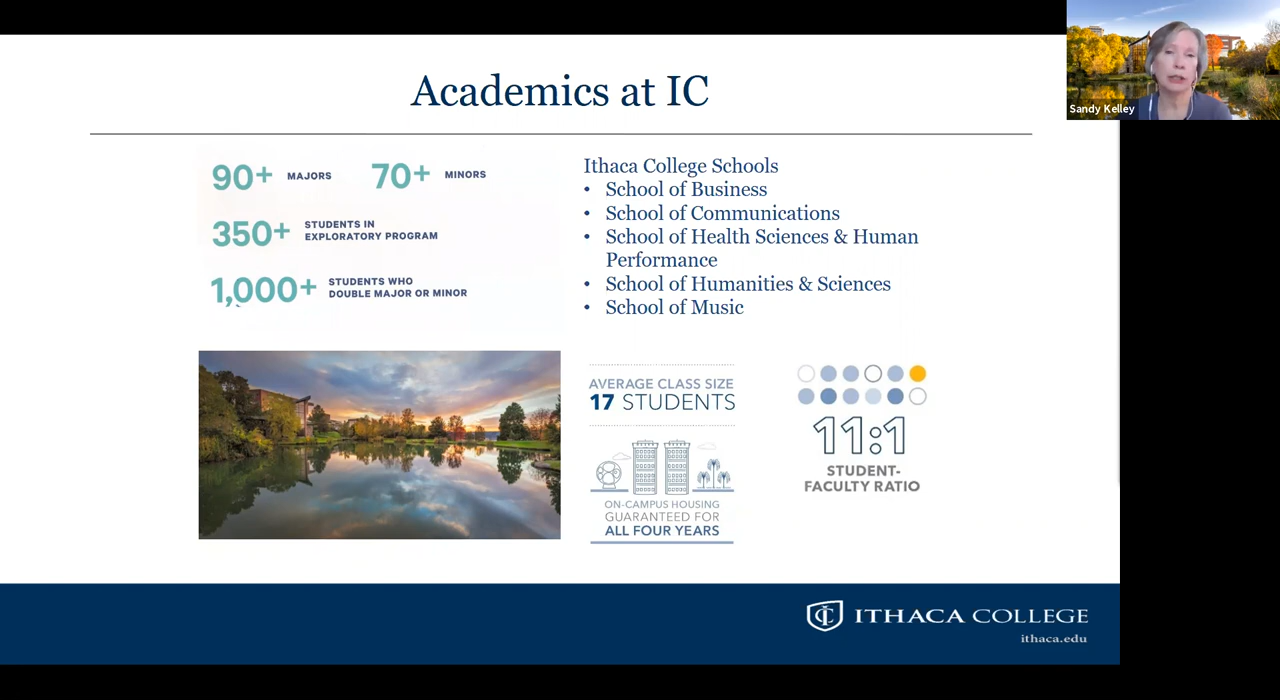 Sandy Kelley
Academics at IC
90+ MAJORS 70+ MINORS
350+ STUDENTS IN
EXPLORATORY PROGRAM
1,000+ STUDENTS WHO
DOUBLE MAJOR OR MINOR
Ithaca College Schools
• School of Business
• School of Communications
• School of Health Sciences & Human
Performance
• School of Humanities & Sciences
• School of Music
AVERAGE CLASS SIZE
17 STUDENTS
ON-CAMPUS HOUSING
GUARANTEED FOR
ALL FOUR YEARS
11:1
STUDENT-
FACULTY RATIO
ITHACA COLLEGE
ithaca.edu